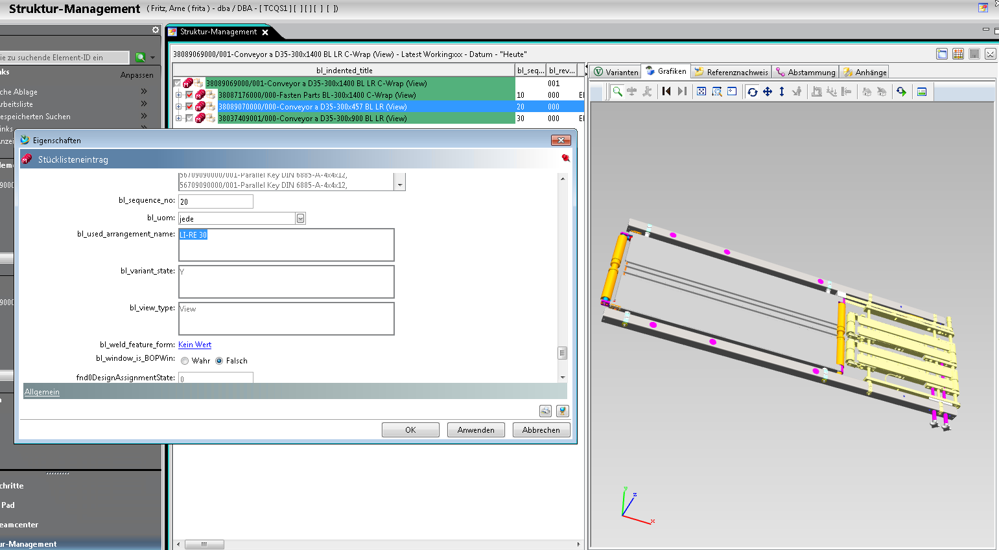 Struktur-Management ( Fritz, Arne ( frita ) - dba / DBA - [ TCQS1 ] [ ] [ ] [ ] [ ])
Struktur-Management
ie zu suchende Element-ID ein
nks
Anpassen
che Ablage
rbeitsliste
espeicherten Suchen
inks
nzei
leme
9000
9000
chritte
Pad
eamcenter
ur-Management
38089069000/001-Conveyor a D35-300x1400 BL LR C-Wrap (View) - Latest Workingxxx - Datum - "Heute"
bl_indented_title bl_seq... bl_rev...
38089069000/001-Conveyor a D35-300x1400 BL LR C-Wrap (View) 001
38087176000/000-Fasten Parts BL-300x1400 C-Wrap (View) 10 000 El
38089070000/000-Conveyor a D35-300x457 BL LR (View) 20 000
38037409001/000-Conveyor a D35-300x900 BL LR (View) 30 000 El
Varianten Grafiken Referenznachweis Abstammung Anhänge
Eigenschaften
Stücklisteneintrag
56709090000/001-Parallel Key DIN 6885-A-4x4x12,
56709090000/001-Parallel Key DIN 6885-A-4x4x12,
bl_sequence_no: 20
bl_uom: jede
bl_used_arrangement_name: LI-RE 30
bl_variant_state: Y
bl_view_type: View
bl_weld_feature_form: Kein Wert
bl_window_is_BOPWin: Wahr Falsch
fnd0DesignAssignmentState: 0
Allgemein
OK Anwenden Abbrechen
y
z
x